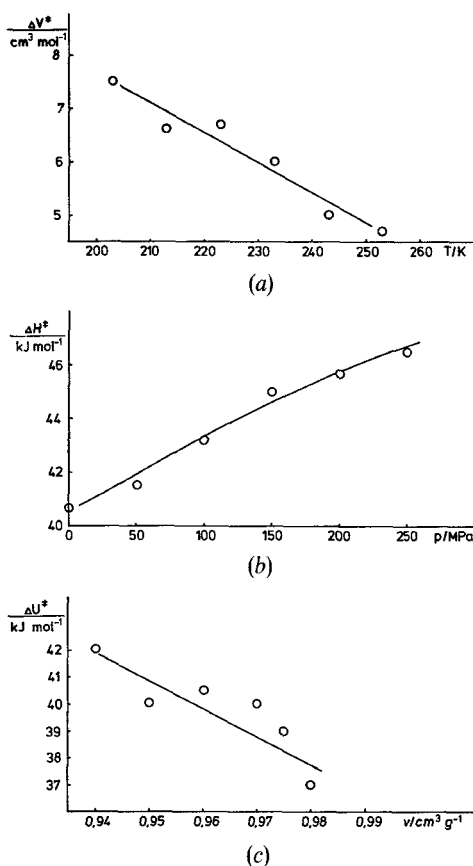 ΔV‡
cm³ mol⁻¹
8
7
6
5
200 210 220 230 240 250 260 T/K
(a)
ΔH‡
kJ mol⁻¹
46
44
42
40
0 50 100 150 200 250 p/MPa
(b)
ΔU‡
kJ mol⁻¹
42
41
40
39
38
37
0,94 0,95 0,96 0,97 0,98 0,99 v/cm³ g⁻¹
(c)